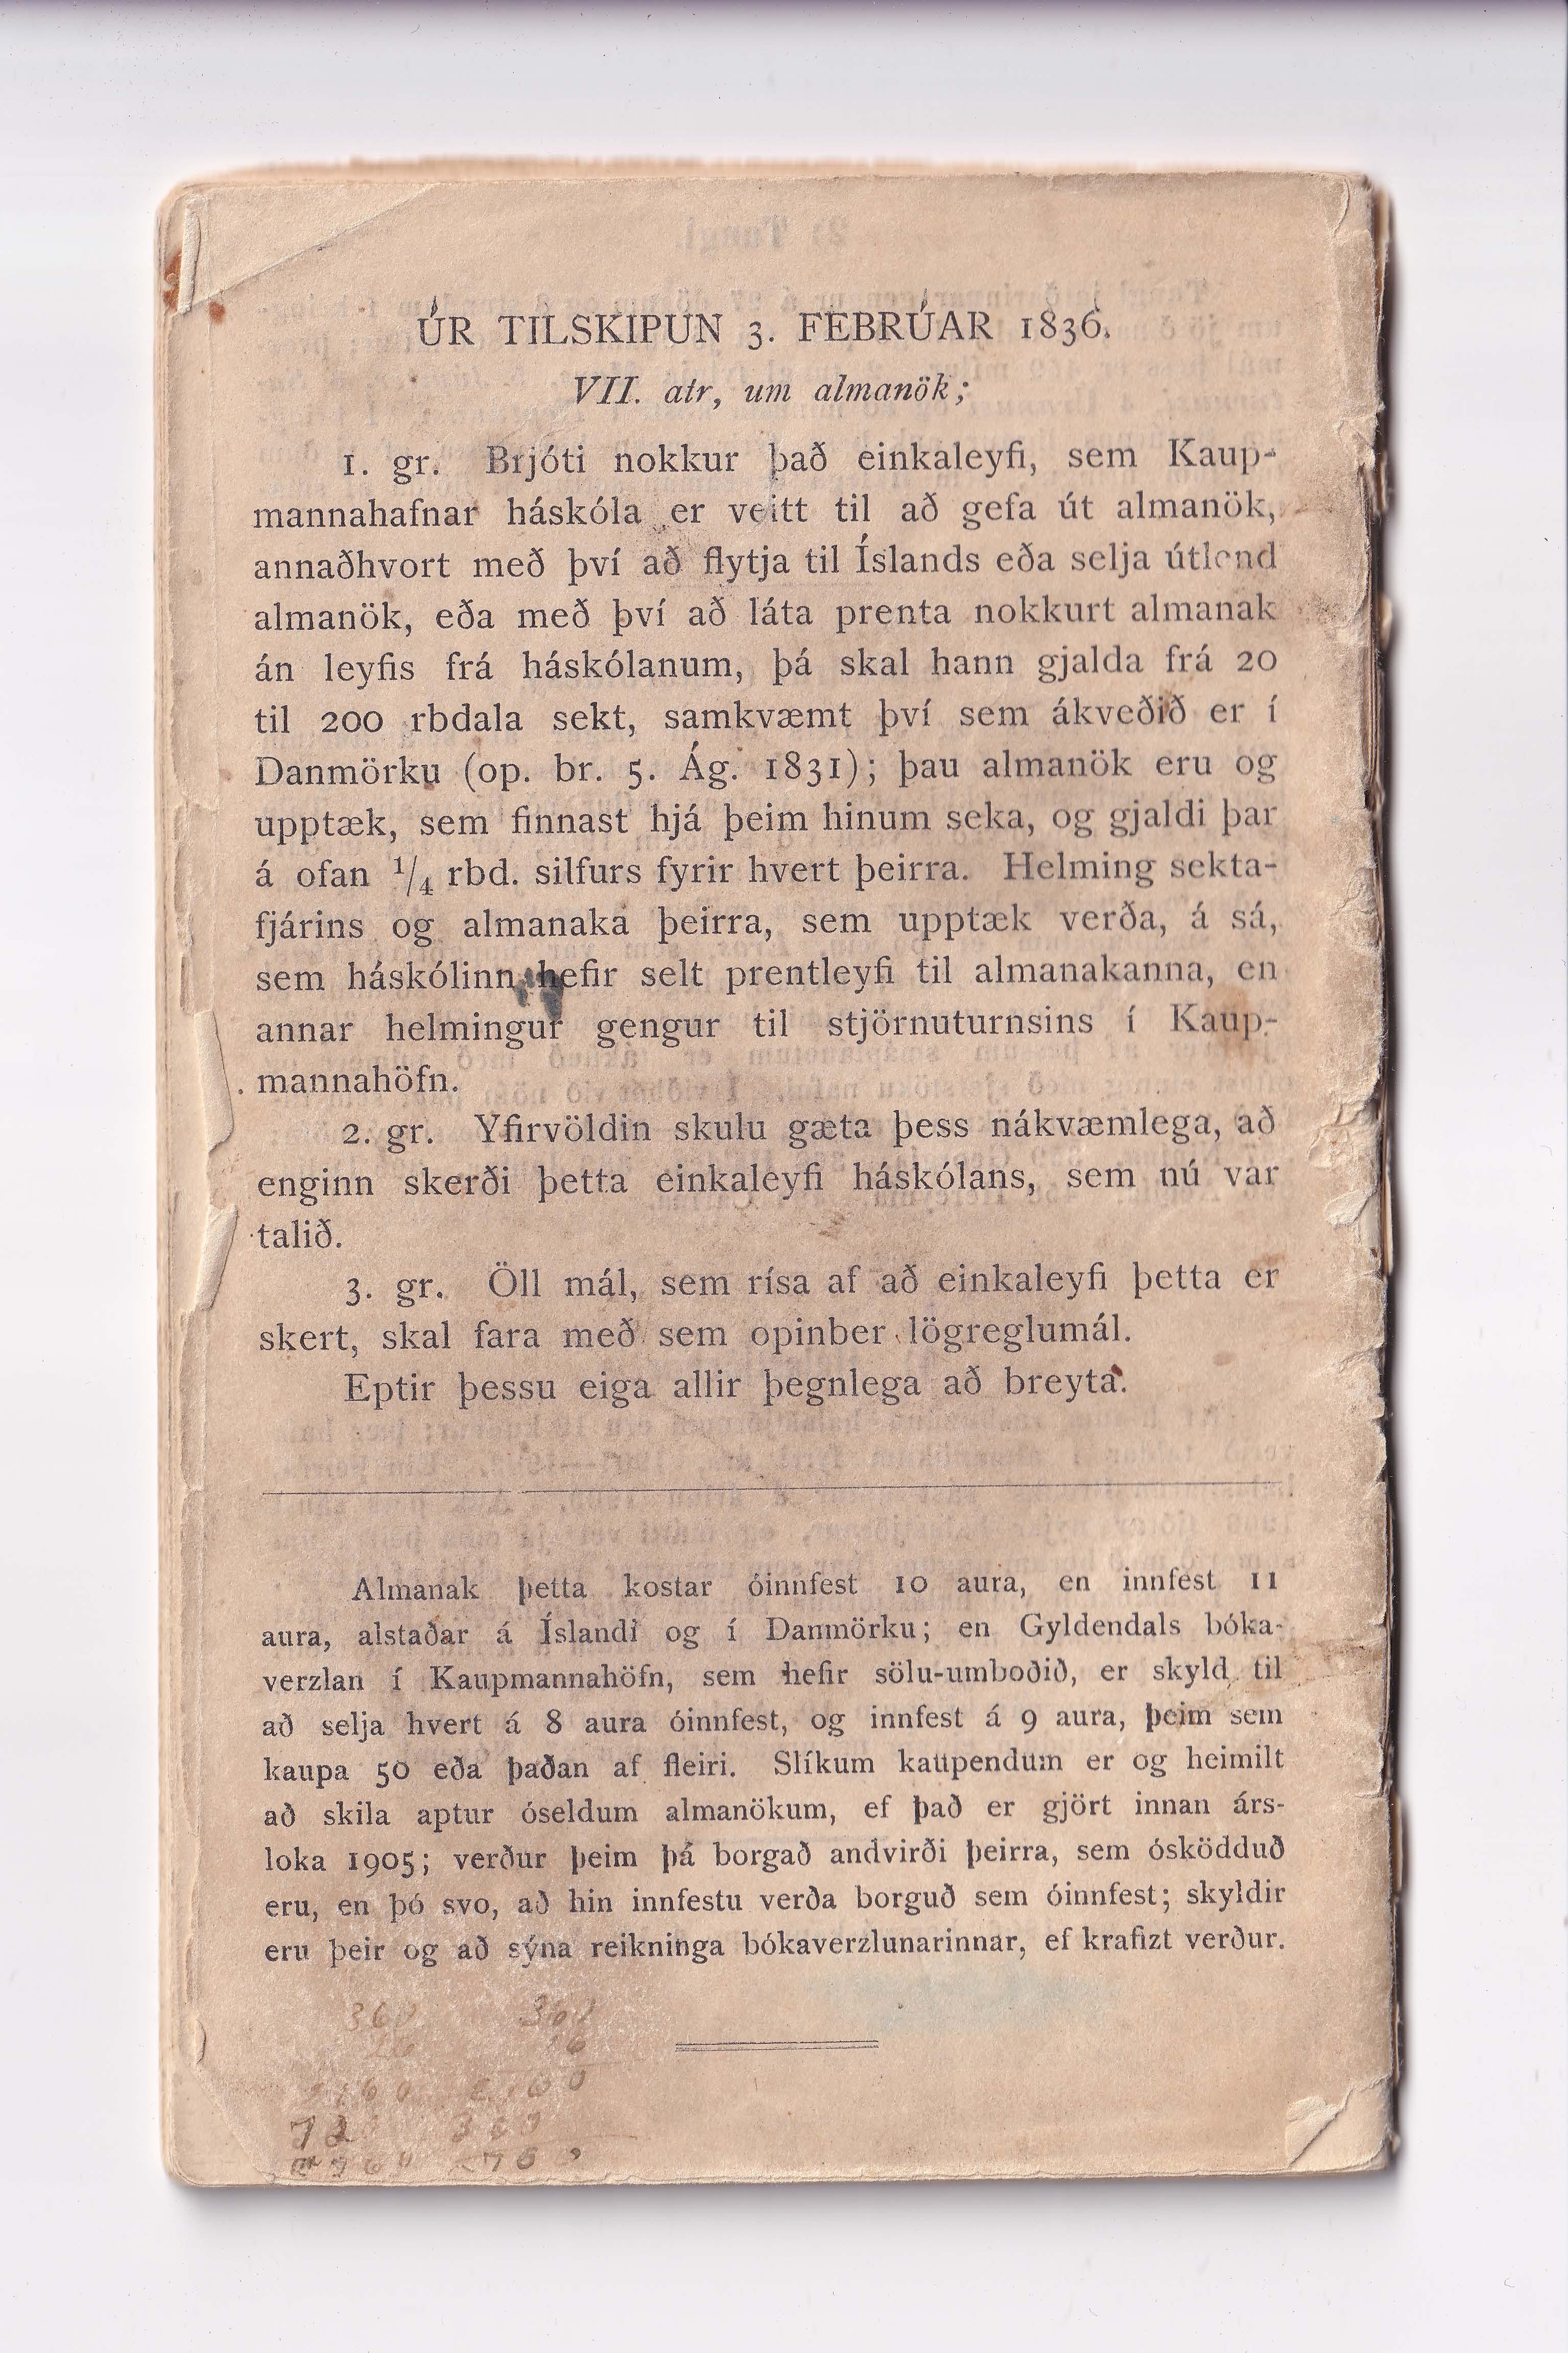 ÚR TILSKIPUN 3. FEBRÚAR 1836.
VII. atr, um almanök;
1. gr. Brjóti nokkur það einkaleyfi, sem Kaup-
mannahafnar háskóla er veitt til að gefa út almanök,
annaðhvort með því að flytja til Íslands eða selja útlend
almanök, eða með því að láta prenta nokkurt almanak
án leyfis frá háskólanum, þá skal hann gjalda frá 20
til 200 rbdala sekt, samkvæmt því sem ákveðið er í
Danmörku (op. br. 5. Ág. 1831); þau almanök eru og
upptæk, sem finnast hjá þeim hinum seka, og gjaldi þar
á ofan 1/4 rbd. silfurs fyrir hvert þeirra. Helming sekta-
fjárins og almanaka þeirra, sem upptæk verða, á sá,
sem háskólinn hefir selt prentleyfi til almanakanna, en
annar helmingur gengur til stjörnuturnsins í Kaup-
mannahöfn.
2. gr. Yfirvöldin skulu gæta þess nákvæmlega, að
enginn skerði þetta einkaleyfi háskólans, sem nú var
talið.
3. gr. Öll mál, sem rísa af að einkaleyfi þetta er
skert, skal fara með sem opinber lögreglumál.
Eptir þessu eiga allir þegnlega að breyta.
Almanak þetta kostar óinnfest 10 aura, en innfest 11
aura, alstaðar á Íslandi og í Danmörku; en Gyldendals bóka-
verzlan í Kaupmannahöfn, sem hefir sölu-umboðið, er skyld til
að selja hvert á 8 aura óinnfest, og innfest á 9 aura, þeim sem
kaupa 50 eða þaðan af fleiri. Slíkum kaupendum er og heimilt
að skila aptur óseldum almanökum, ef það er gjört innan árs-
loka 1905; verður þeim þá borgað andvirði þeirra, sem ósködduð
eru, en þó svo, að hin innfestu verða borguð sem óinnfest; skyldir
eru þeir og að sýna reikninga bókaverzlunarinnar, ef krafizt verður.
360 360